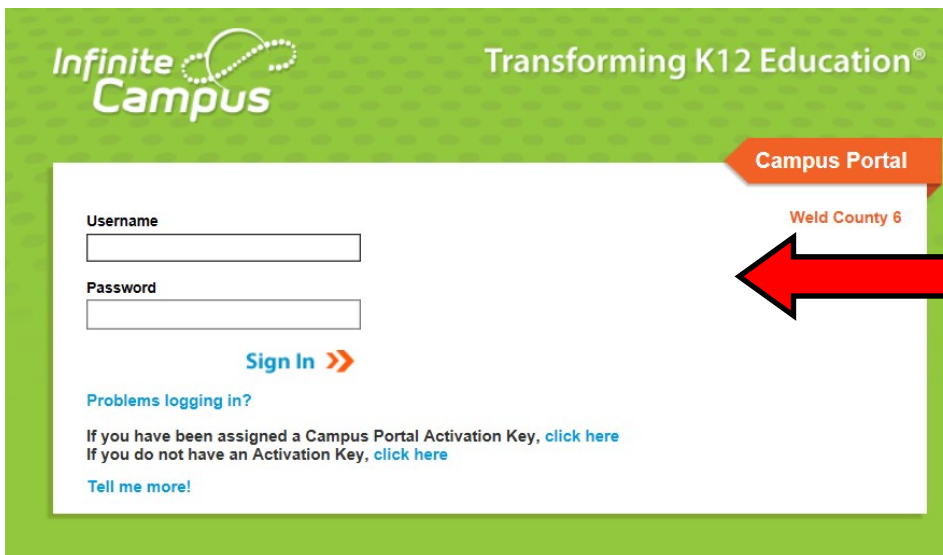 Infinite
Campus
Transforming K12 Education®
Campus Portal
Weld County 6
Username
Password
Sign In
Problems logging in?
If you have been assigned a Campus Portal Activation Key, click here
If you do not have an Activation Key, click here
Tell me more!